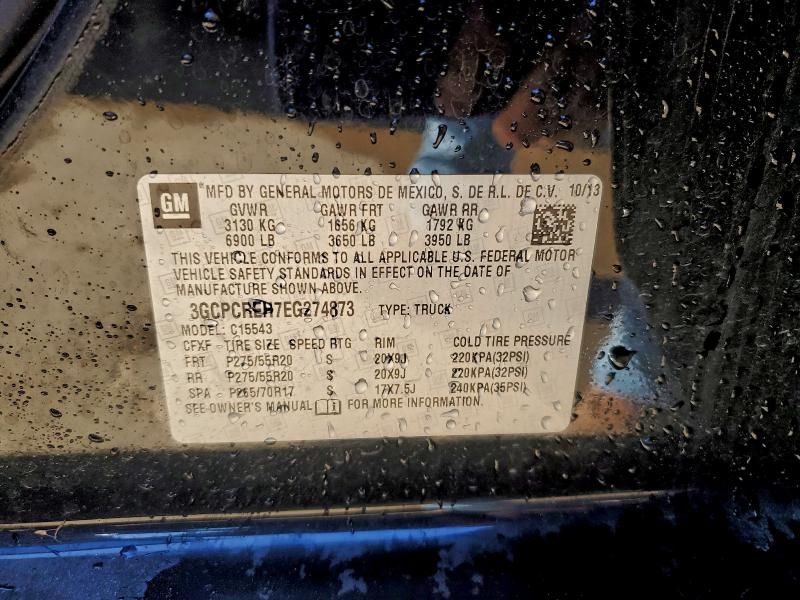 GM
*MFD BY GENERAL MOTORS DE MEXICO, S. DE R.L. DE C.V. 10/13
GVWR GAWR FRT GAWR RR
3130 KG 1656 KG 1792 KG
6900 LB 3650 LB 3950 LB
THIS VEHICLE CONFORMS TO ALL APPLICABLE U.S. FEDERAL MOTOR
VEHICLE SAFETY STANDARDS IN EFFECT ON THE DATE OF
MANUFACTURE SHOWN ABOVE.
3GCPCREH7EG274873 TYPE: TRUCK
MODEL: C15543
CFXF - TIRE SIZE SPEED RTG RIM COLD TIRE PRESSURE
FRT P275/55R20 S 20X9J 220KPA(32PSI)
RR P275/55R20 S 20X9J 220KPA(32PSI)
SPA P265/70R17 S 17X7.5J 240KPA(35PSI)
SEE OWNER'S MANUAL FOR MORE INFORMATION.